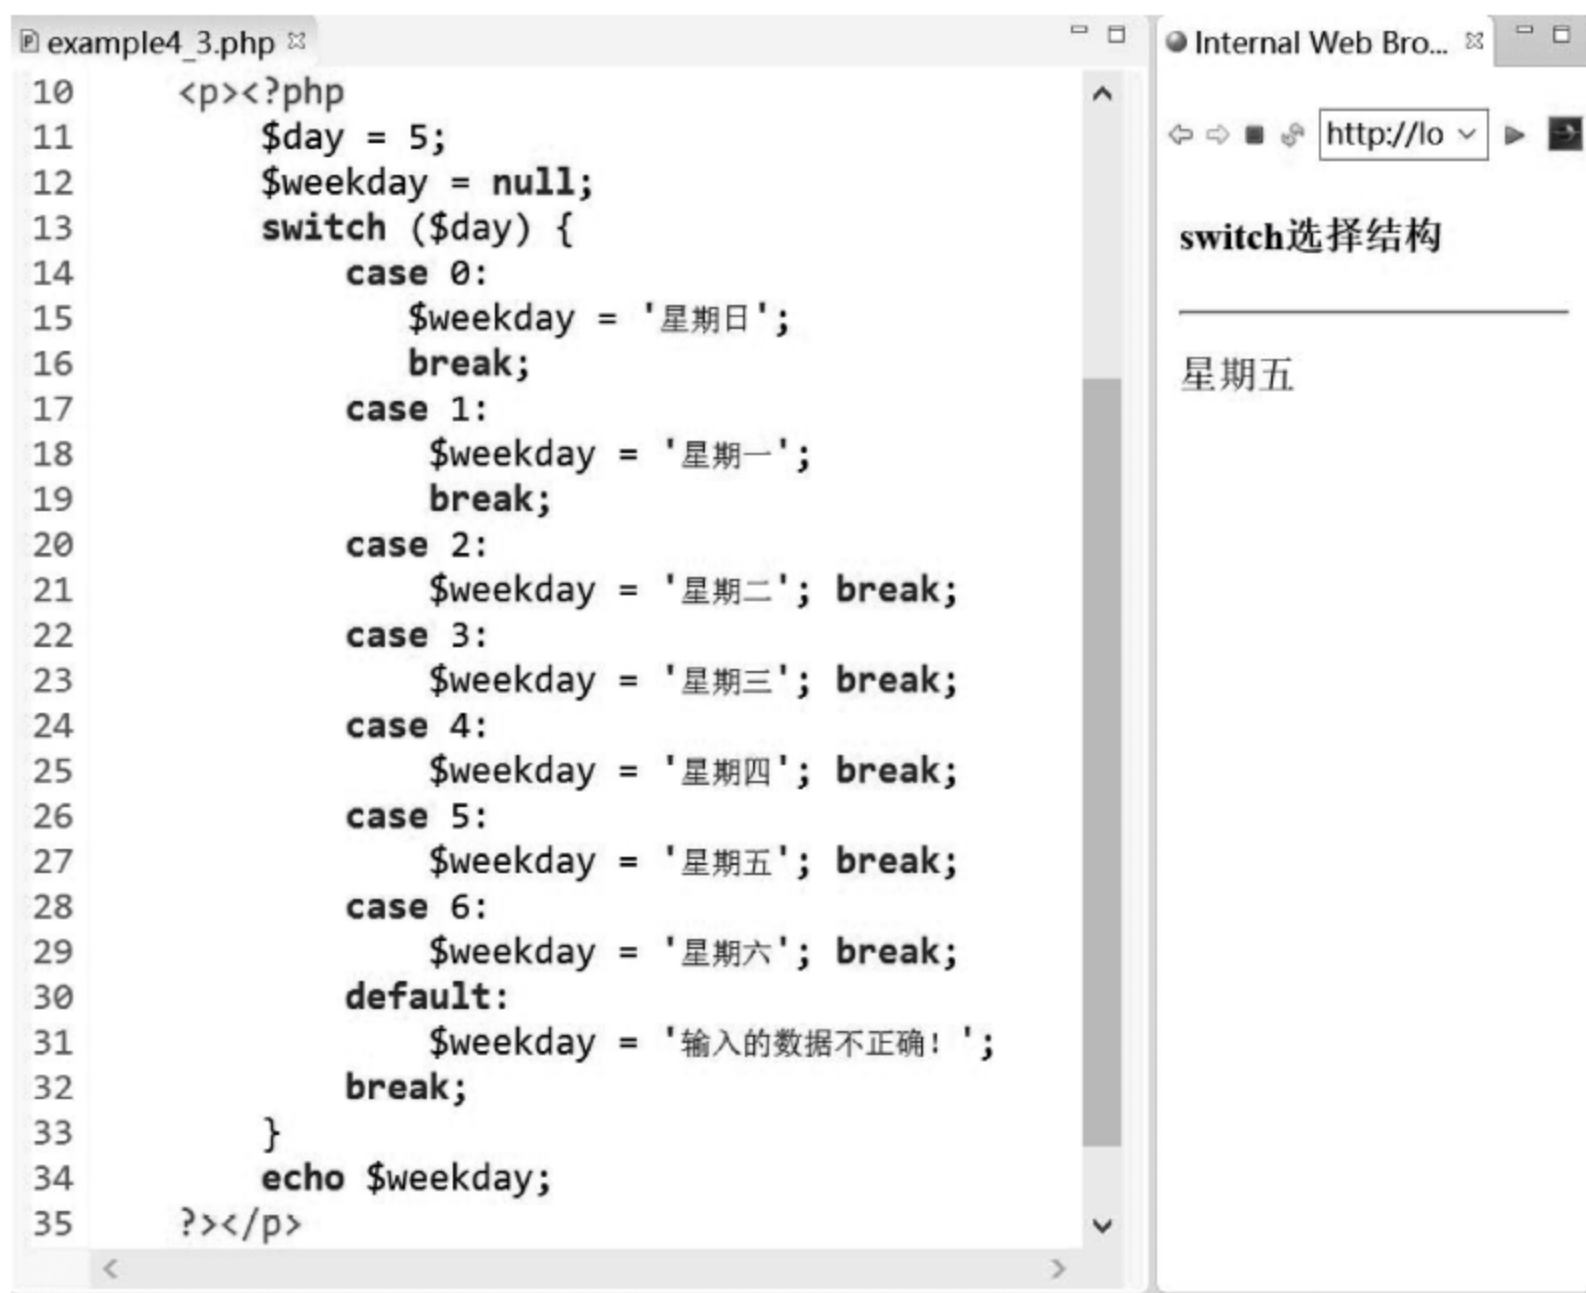 example4_3.php
10 <p><?php
11 $day = 5;
12 $weekday = null;
13 switch ($day) {
14 case 0:
15 $weekday = '星期日';
16 break;
17 case 1:
18 $weekday = '星期一';
19 break;
20 case 2:
21 $weekday = '星期二'; break;
22 case 3:
23 $weekday = '星期三'; break;
24 case 4:
25 $weekday = '星期四'; break;
26 case 5:
27 $weekday = '星期五'; break;
28 case 6:
29 $weekday = '星期六'; break;
30 default:
31 $weekday = '输入的数据不正确! ';
32 break;
33 }
34 echo $weekday;
35 ?></p>
Internal Web Bro...
http://lo
switch选择结构
星期五